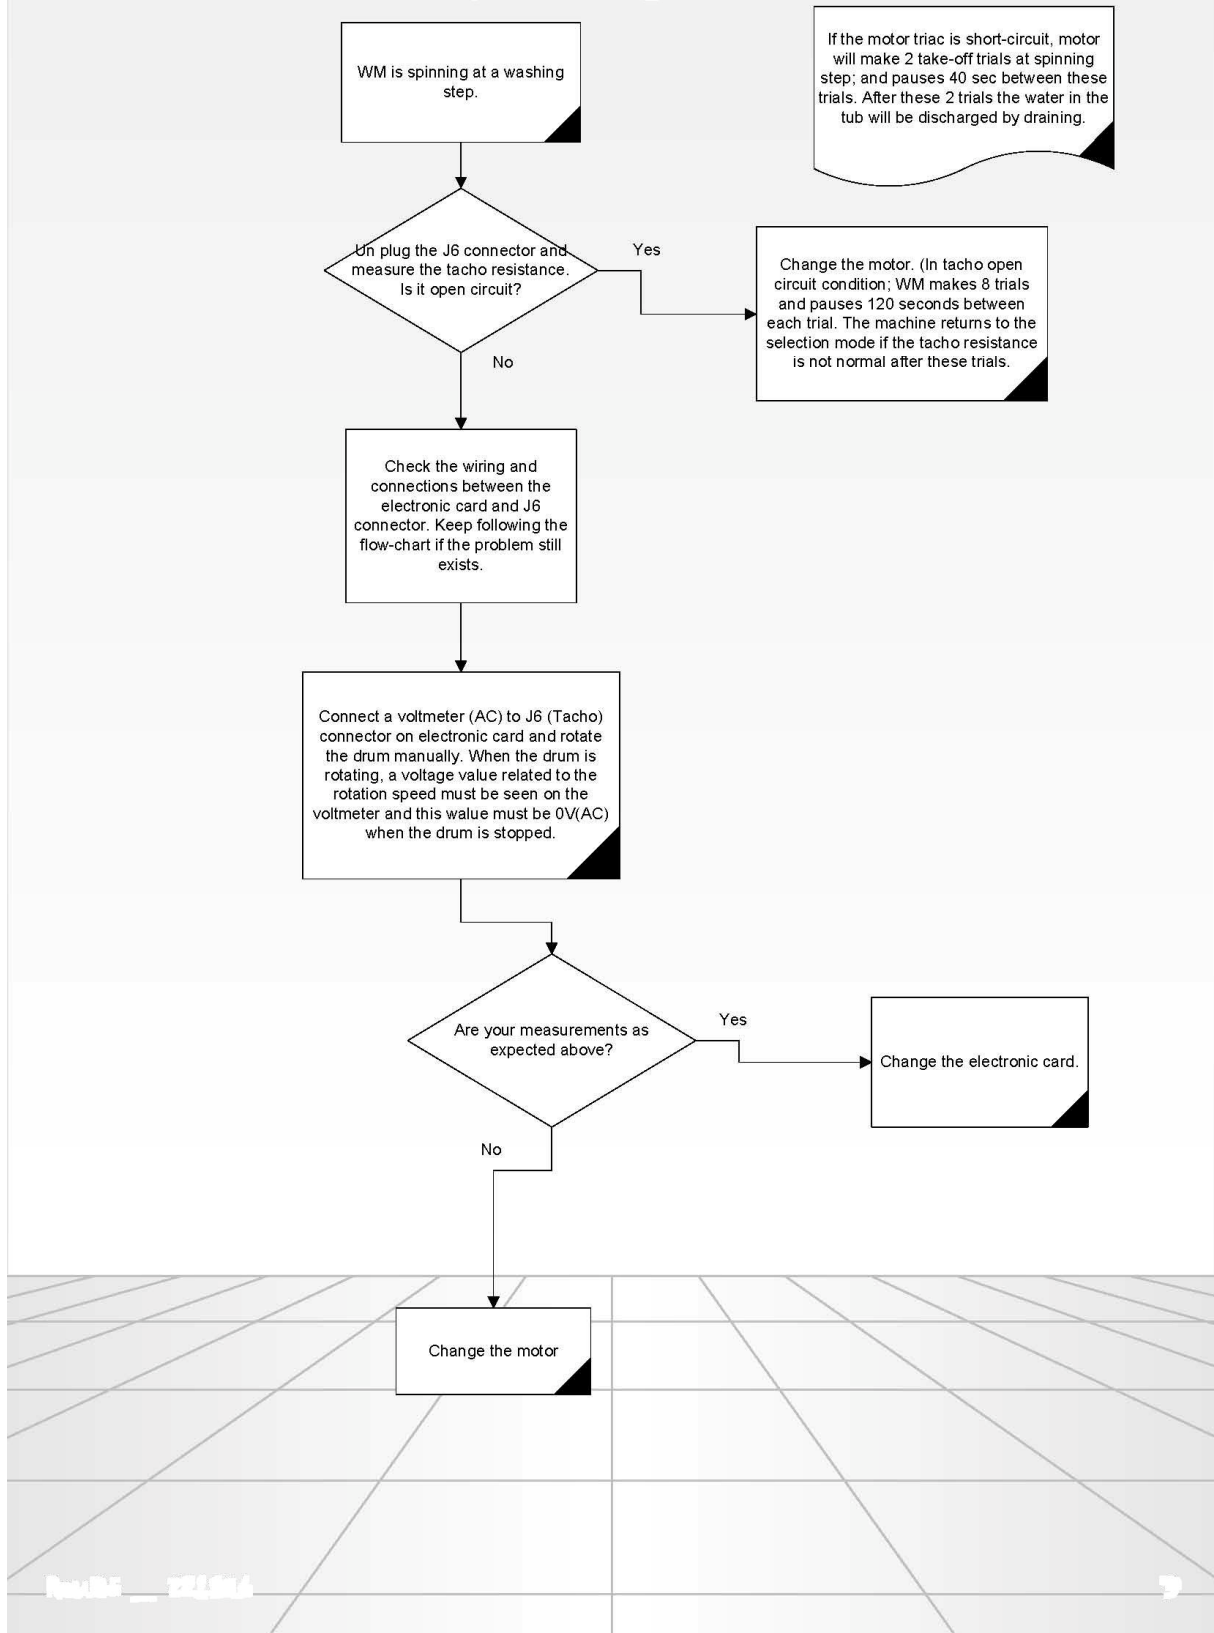 WM is spinning at a washing
step.
If the motor triac is short-circuit, motor
will make 2 take-off trials at spinning
step; and pauses 40 sec between these
trials. After these 2 trials the water in the
tub will be discharged by draining.
Un plug the J6 connector and
measure the tacho resistance.
Is it open circuit?
Yes
Change the motor. (In tacho open
circuit condition; WM makes 8 trials
and pauses 120 seconds between
each trial. The machine returns to the
selection mode if the tacho resistance
is not normal after these trials.
No
Check the wiring and
connections between the
electronic card and J6
connector. Keep following the
flow-chart if the problem still
exists.
Connect a voltmeter (AC) to J6 (Tacho)
connector on electronic card and rotate
the drum manually. When the drum is
rotating, a voltage value related to the
rotation speed must be seen on the
voltmeter and this walue must be 0V(AC)
when the drum is stopped.
Are your measurements as
expected above?
Yes
Change the electronic card.
No
Change the motor